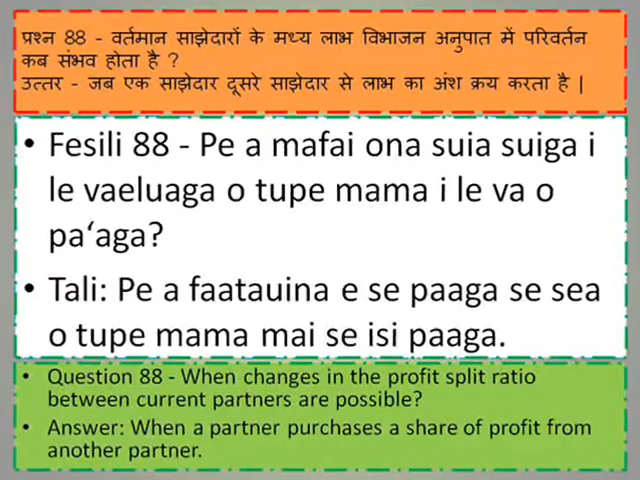 प्रश्न 88 - वर्तमान साझेदारों के मध्य लाभ विभाजन अनुपात में परिवर्तन
कब संभव होता है ?
उत्तर - जब एक साझेदार दूसरे साझेदार से लाभ का अंश क्रय करता है |
• Fesili 88 - Pe a mafai ona suia suiga i
le vaeluaga o tupe mama i le va o
pa‘aga?
• Tali: Pe a faatauina e se paaga se sea
o tupe mama mai se isi paaga.
• Question 88 - When changes in the profit split ratio
between current partners are possible?
• Answer: When a partner purchases a share of profit from
another partner.